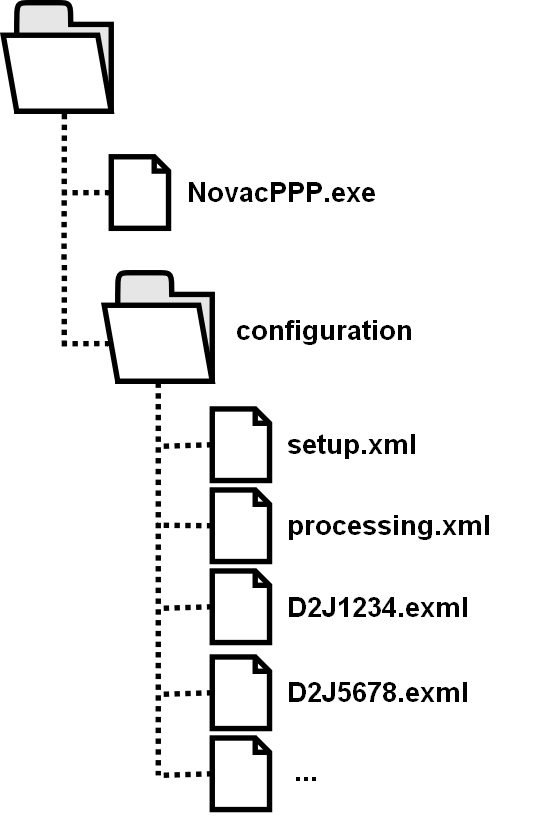 NovacPPP.exe
configuration
setup.xml
processing.xml
D2J1234.exml
D2J5678.exml
...